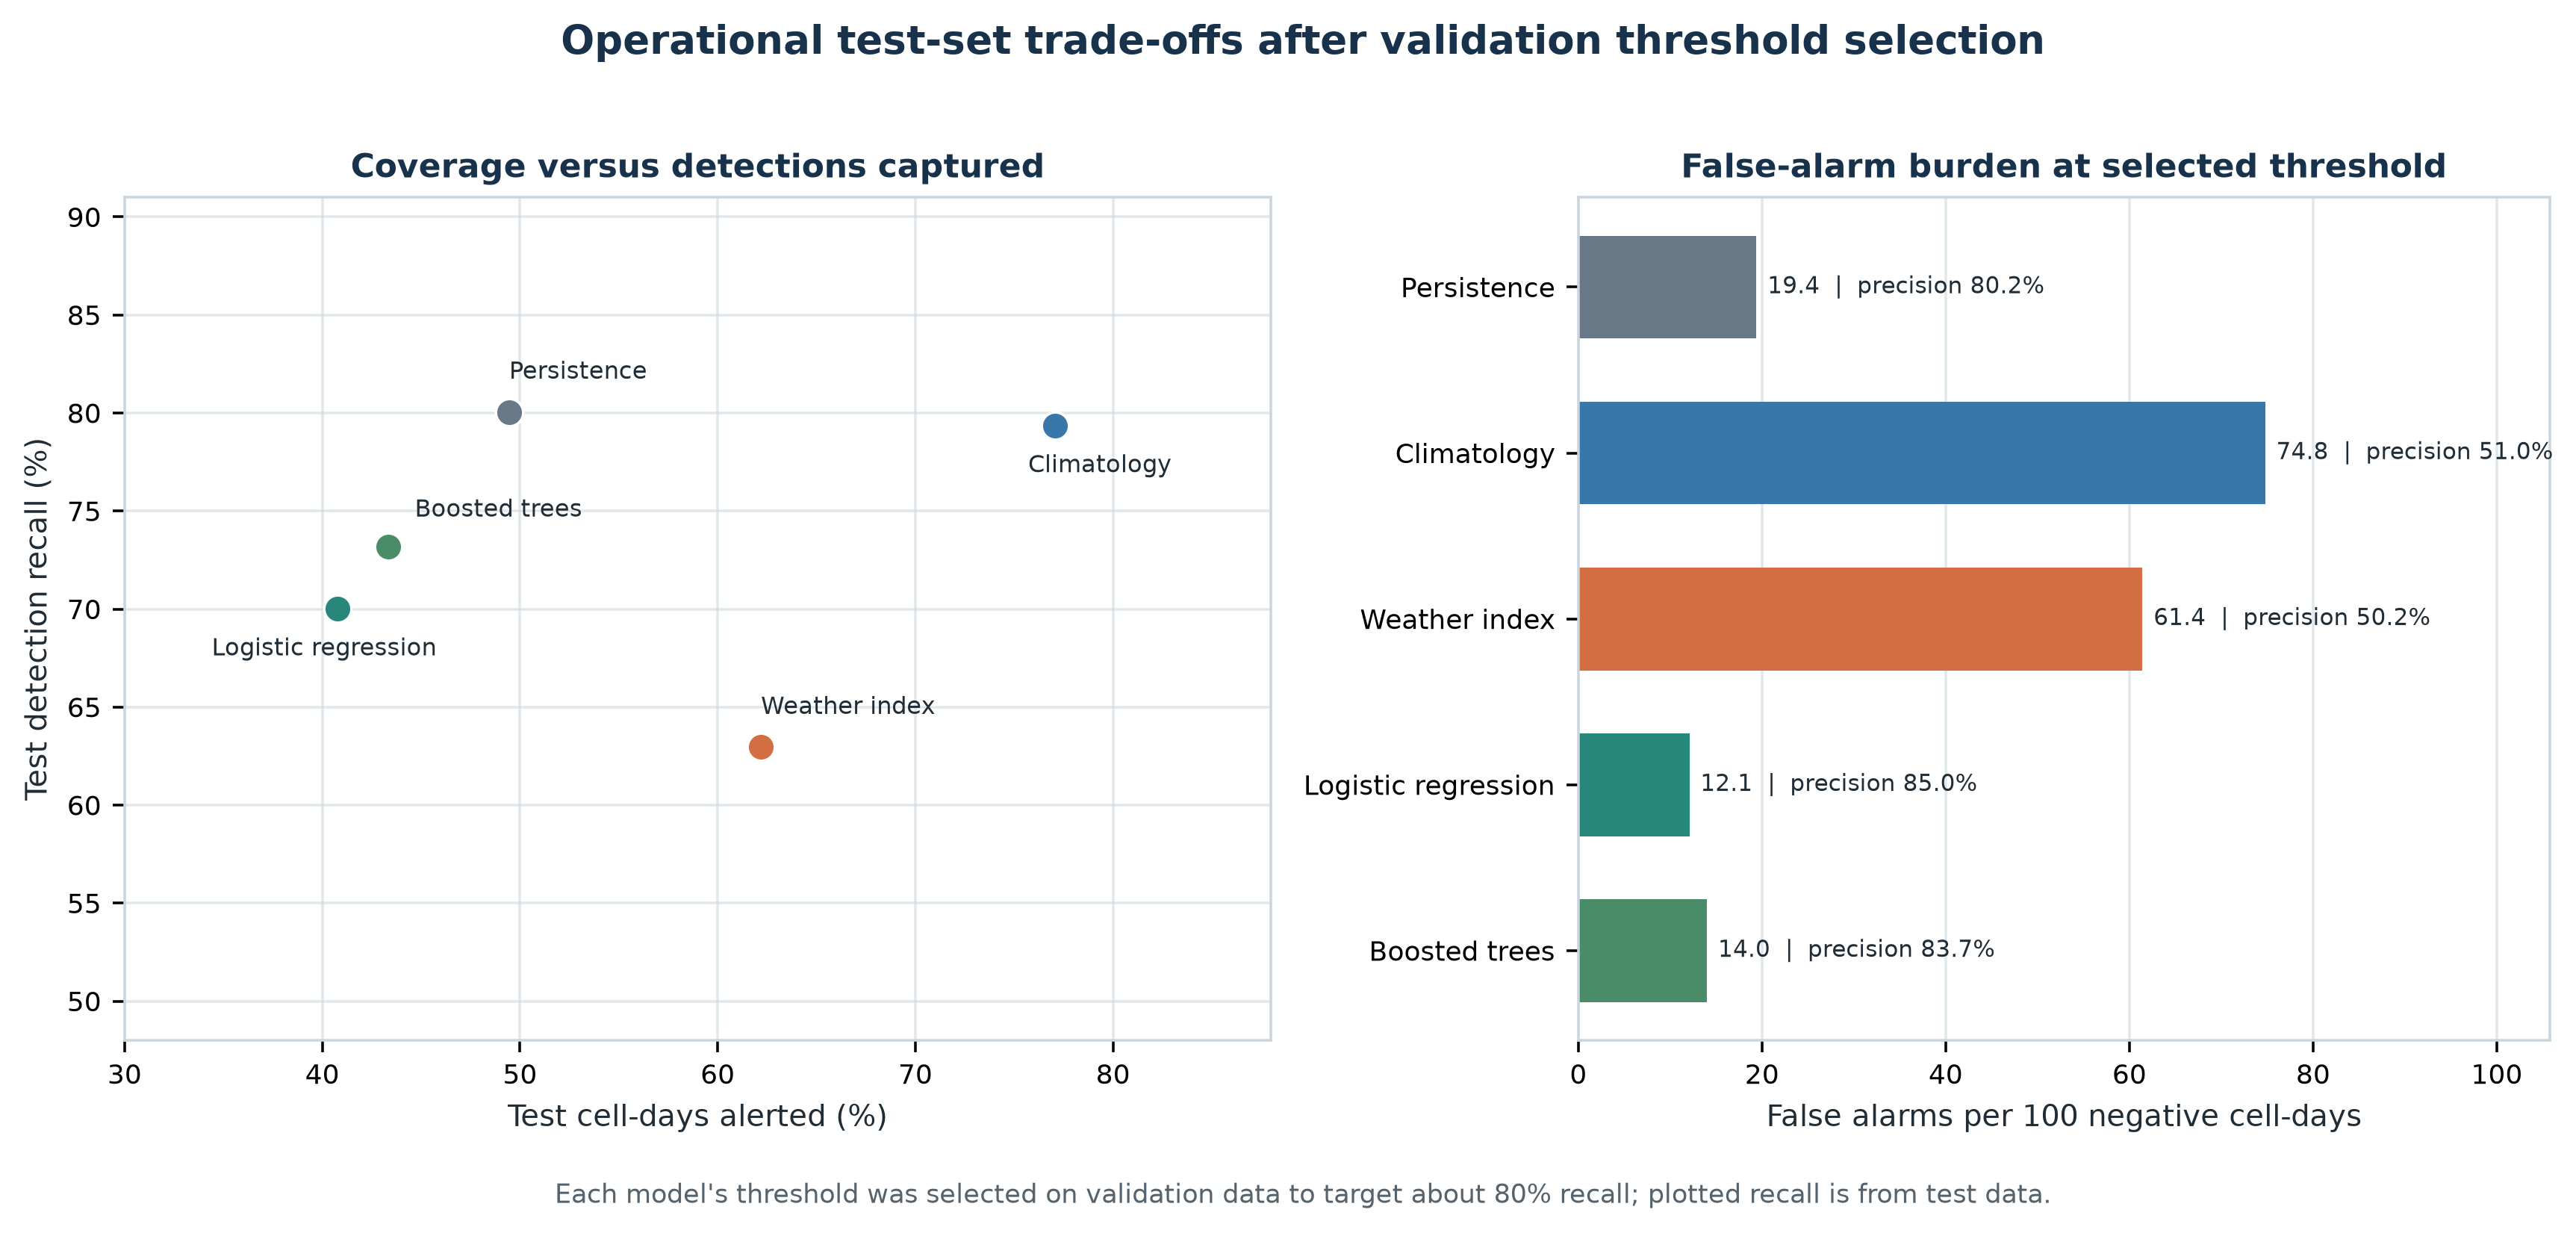 Operational test-set trade-offs after validation threshold selection
Coverage versus detections captured
90
85
80
75
70
65
60
55
50
Test detection recall (%)
Persistence
Climatology
Boosted trees
Logistic regression
Weather index
30 40 50 60 70 80
Test cell-days alerted (%)
False-alarm burden at selected threshold
Persistence 19.4 | precision 80.2%
Climatology 74.8 | precision 51.0%
Weather index 61.4 | precision 50.2%
Logistic regression 12.1 | precision 85.0%
Boosted trees 14.0 | precision 83.7%
0 20 40 60 80 100
False alarms per 100 negative cell-days
Each model's threshold was selected on validation data to target about 80% recall; plotted recall is from test data.